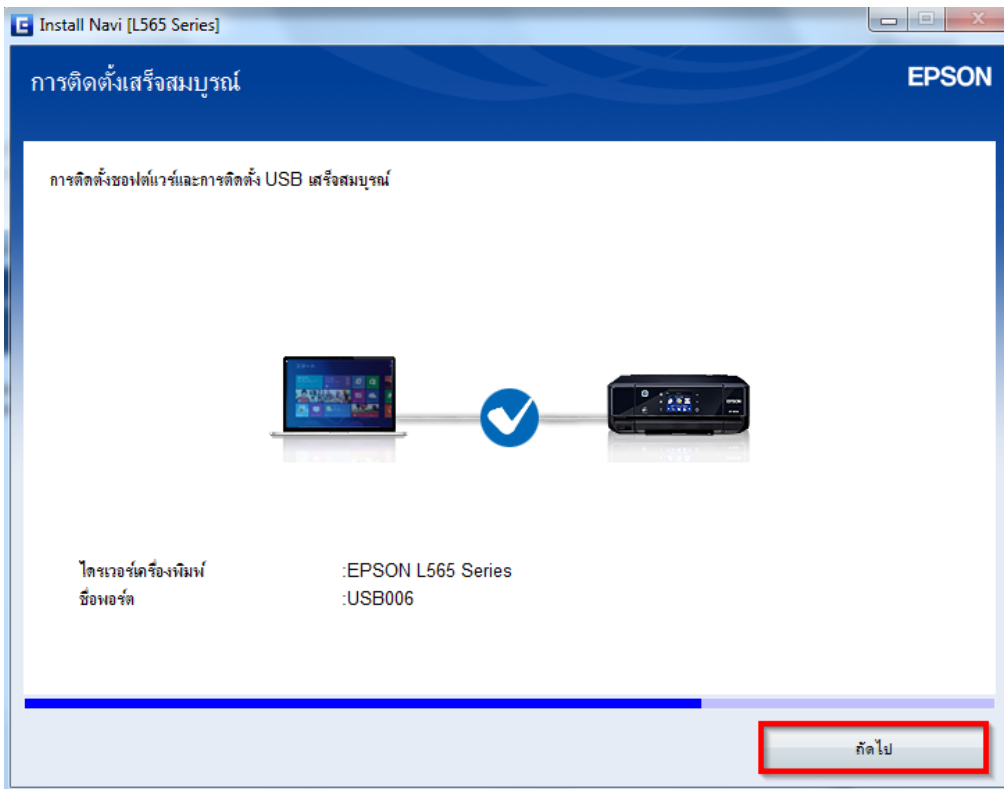 Install Navi [L565 Series]
การติดตั้งเสร็จสมบูรณ์
EPSON
การติดตั้งซอฟต์แวร์และการติดตั้ง USB เสร็จสมบูรณ์
ไดรเวอร์เครื่องพิมพ์ :EPSON L565 Series
ชื่อพอร์ต :USB006
ถัดไป